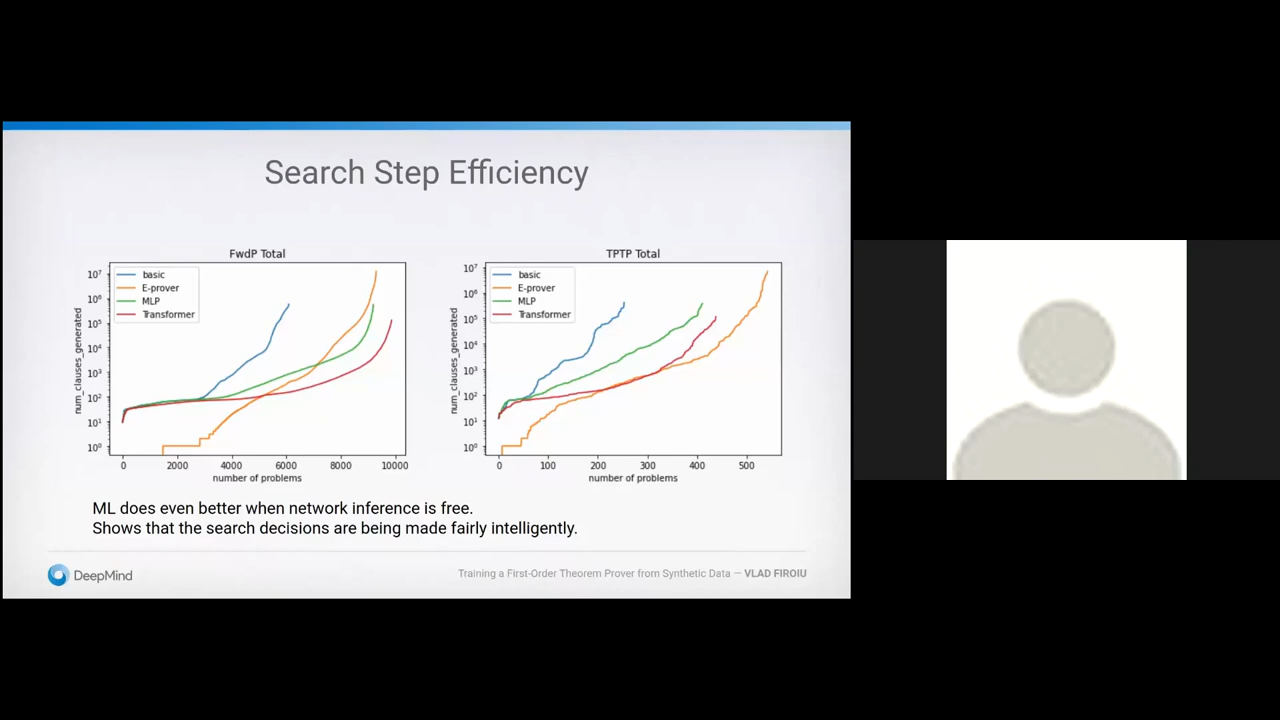 Search Step Efficiency
FwdP Total
basic
E-prover
MLP
Transformer
10⁷
10⁶
10⁵
10⁴
10³
10²
10¹
10⁰
num_clauses_generated
0 2000 4000 6000 8000 10000
number of problems
TPTP Total
basic
E-prover
MLP
Transformer
10⁷
10⁶
10⁵
10⁴
10³
10²
10¹
10⁰
num_clauses_generated
0 100 200 300 400 500
number of problems
ML does even better when network inference is free.
Shows that the search decisions are being made fairly intelligently.
DeepMind
Training a First-Order Theorem Prover from Synthetic Data — VLAD FIROIU